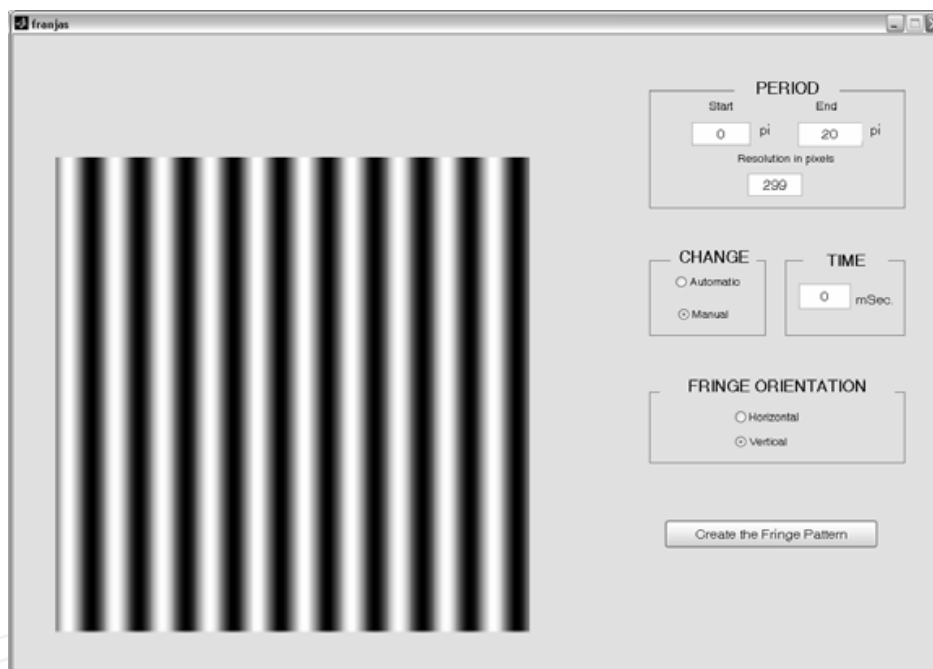 franjas
PERIOD
Start End
0 pi 20 pi
Resolution in pixels
299
CHANGE
Automatic
Manual
TIME
0 mSec.
FRINGE ORIENTATION
Horizontal
Vertical
Create the Fringe Pattern